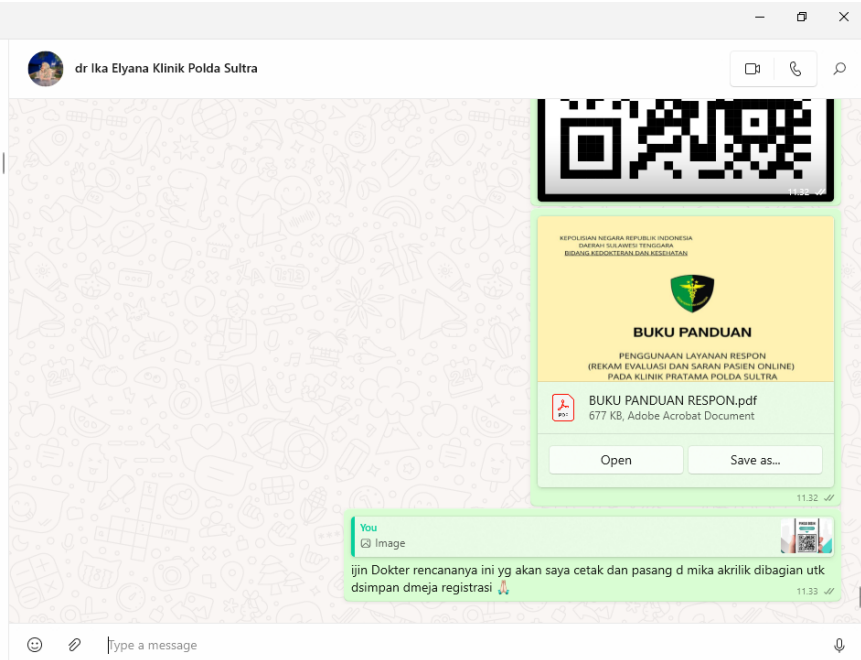 dr Ika Elyana Klinik Polda Sultra
11.32
KEPOLISIAN NEGARA REPUBLIK INDONESIA
DAERAH SULAWESI TENGGARA
BIDANG KEDOKTERAN DAN KESEHATAN
BUKU PANDUAN
PENGGUNAAN LAYANAN RESPON
(REKAM EVALUASI DAN SARAN PASIEN ONLINE)
PADA KLINIK PRATAMA POLDA SULTRA
BUKU PANDUAN RESPON.pdf
677 KB, Adobe Acrobat Document
Open
Save as...
11.32
You
Image
ijin Dokter rencananya ini yg akan saya cetak dan pasang d mika akrilik dibagian utk
dsimpan dmeja registrasi 🙏🏻
11.33
Type a message